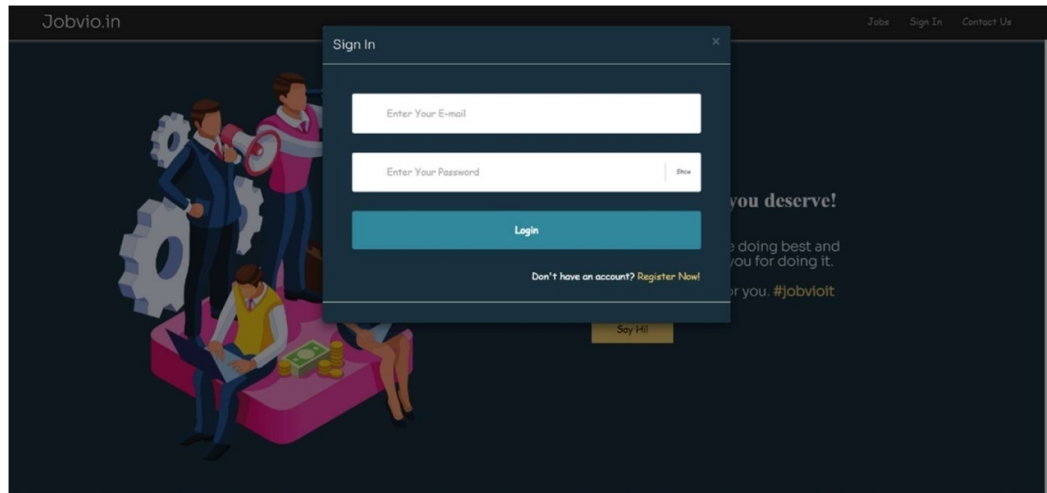 Jobvio.in
Jobs Sign In Contact Us
Sign In ×
Enter Your E-mail
Enter Your Password Show
Login
Don't have an account? Register Now!
you deserve!
doing best and
you for doing it.
you. #jobvioit
Say Hi!